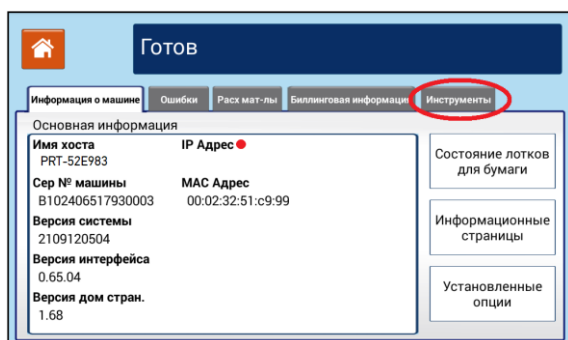 Готов
Информация о машине Ошибки Расх мат-лы Биллинговая информация Инструменты
Основная информация
Имя хоста IP Адрес
PRT-52E983
Сер № машины MAC Адрес
B102406517930003 00:02:32:51:c9:99
Версия системы
2109120504
Версия интерфейса
0.65.04
Версия дом стран.
1.68
Состояние лотков
для бумаги
Информационные
страницы
Установленные
опции